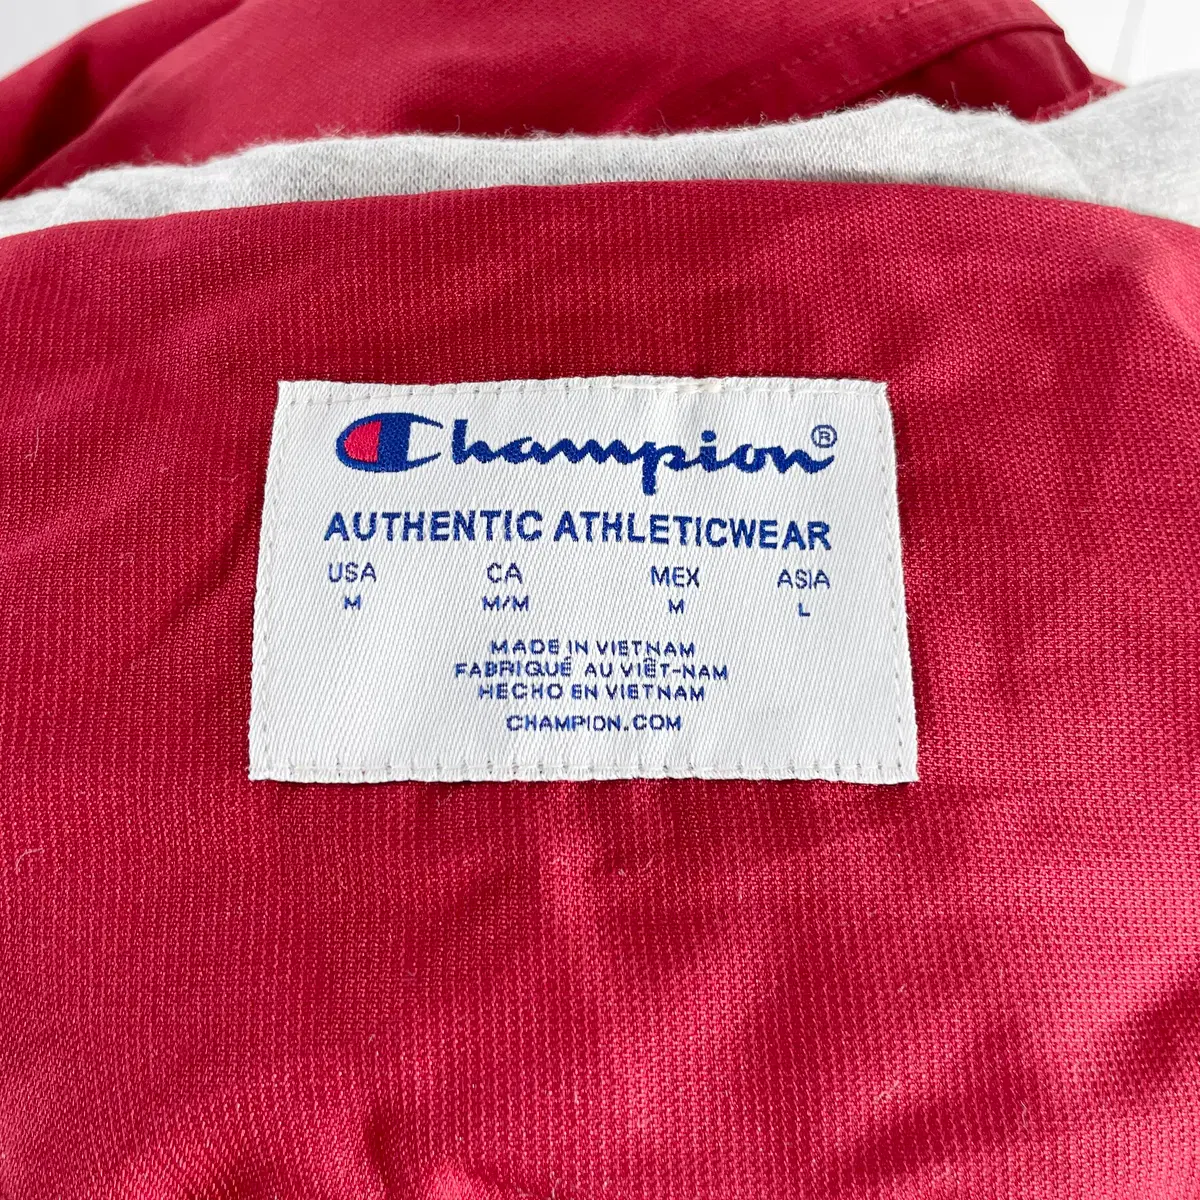 Champion®
AUTHENTIC ATHLETICWEAR
USA CA MEX ASIA
M M/M M L
MADE IN VIETNAM
FABRIQUÉ AU VIÊT-NAM
HECHO EN VIETNAM
CHAMPION.COM